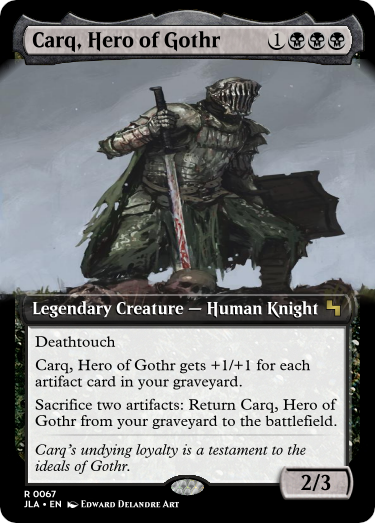 Carq, Hero of Gothr 1
Legendary Creature — Human Knight
Deathtouch
Carq, Hero of Gothr gets +1/+1 for each
artifact card in your graveyard.
Sacrifice two artifacts: Return Carq, Hero of
Gothr from your graveyard to the battlefield.
Carq's undying loyalty is a testament to the
ideals of Gothr.
2/3
R 0067
JLA • EN Edward Delandre Art